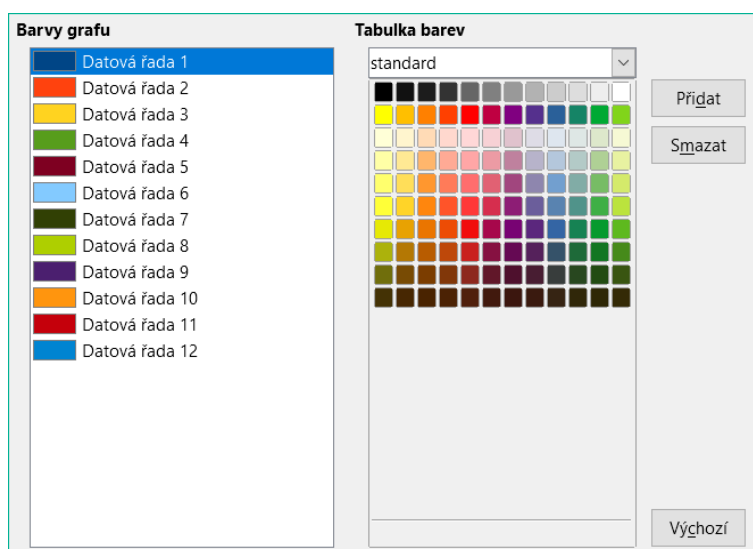 Barvy grafu
Datová řada 1
Datová řada 2
Datová řada 3
Datová řada 4
Datová řada 5
Datová řada 6
Datová řada 7
Datová řada 8
Datová řada 9
Datová řada 10
Datová řada 11
Datová řada 12
Tabulka barev
standard
Přidat
Smazat
Výchozí